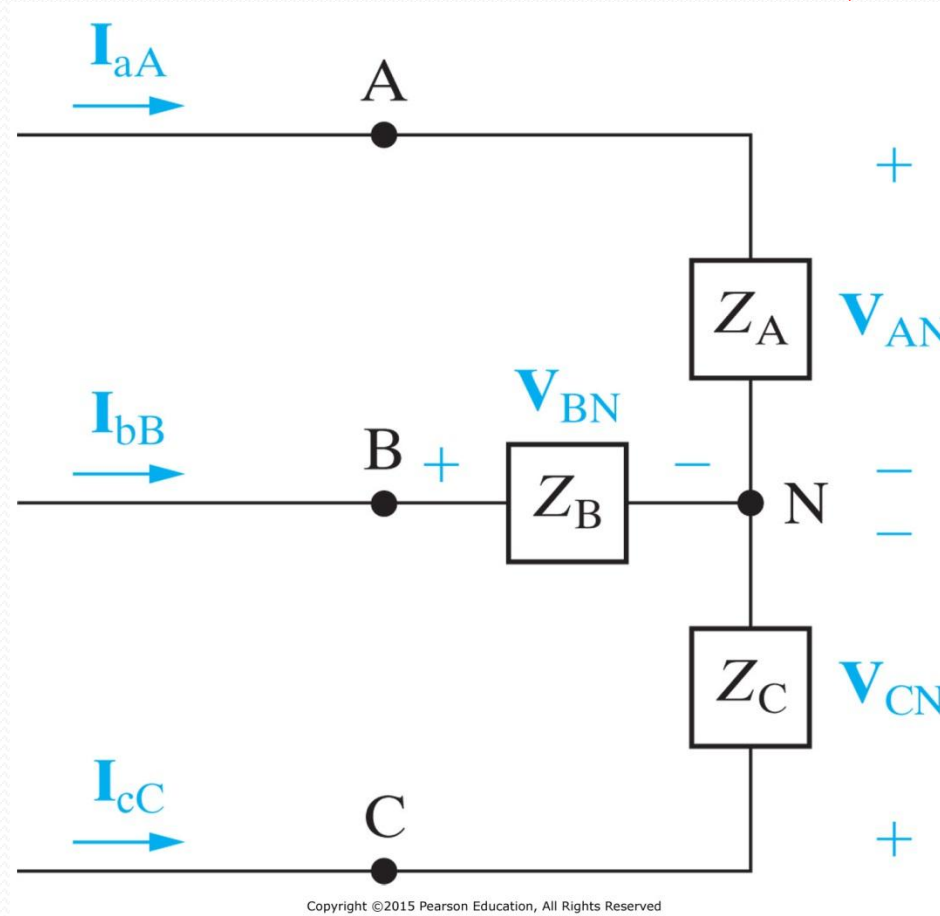 IaA
A
+
ZA
VAN
VBN
IbB
B + −
ZB
N
−
−
ZC
VCN
IcC
C
+
Copyright ©2015 Pearson Education, All Rights Reserved